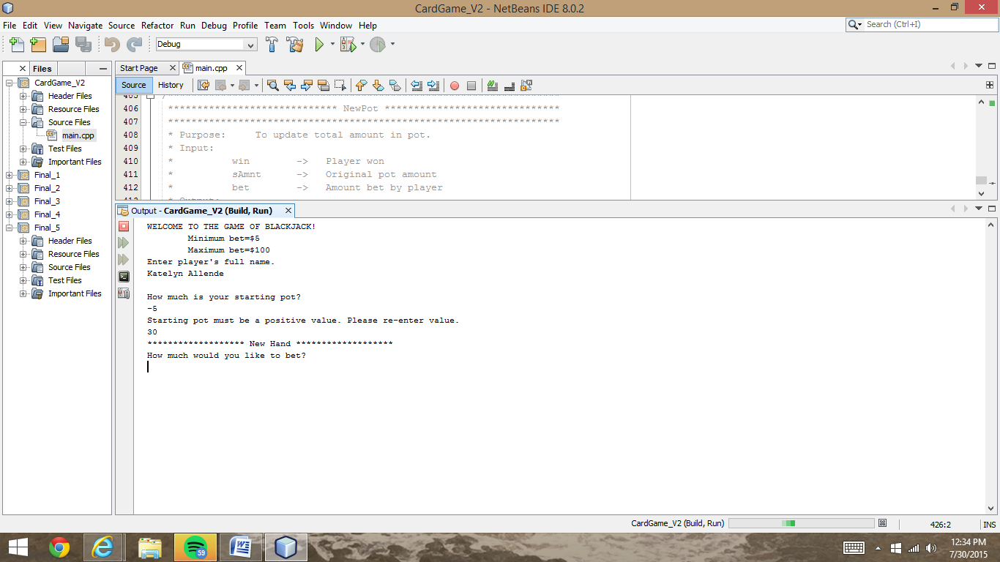 CardGame_V2 - NetBeans IDE 8.0.2
File Edit View Navigate Source Refactor Run Debug Profile Team Tools Window Help
Search (Ctrl+I)
Debug
Files
Start Page
main.cpp
CardGame_V2
Header Files
Resource Files
Source Files
main.cpp
Test Files
Important Files
Final_1
Final_2
Final_3
Final_4
Final_5
Header Files
Resource Files
Source Files
Test Files
Important Files
Source History
405 /*****
406 ***************************** NewPot ******************************
407 *******************************************************************
408 * Purpose: To update total amount in pot.
409 * Input:
410 * win -> Player won
411 * sAmnt -> Original pot amount
412 * bet -> Amount bet by player
413 * Output:
Output - CardGame_V2 (Build, Run)
WELCOME TO THE GAME OF BLACKJACK!
Minimum bet=$5
Maximum bet=$100
Enter player's full name.
Katelyn Allende
How much is your starting pot?
-5
Starting pot must be a positive value. Please re-enter value.
30
******************* New Hand *******************
How much would you like to bet?
CardGame_V2 (Build, Run)
426:2
INS
59
12:34 PM
7/30/2015